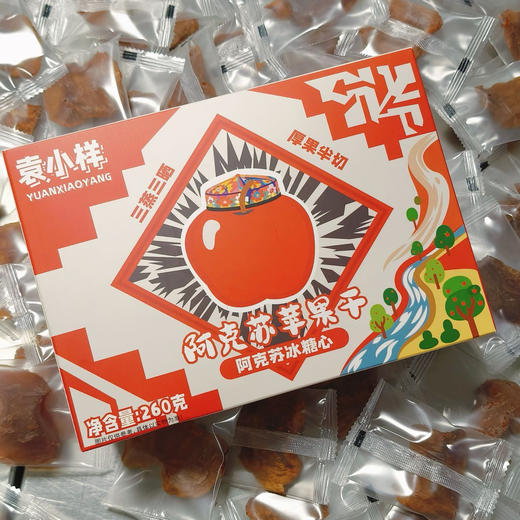 袁小样
YUANXIAOYANG
三蒸三晒
厚果半切
阿克苏苹果干
阿克苏冰糖心
净含量:260克